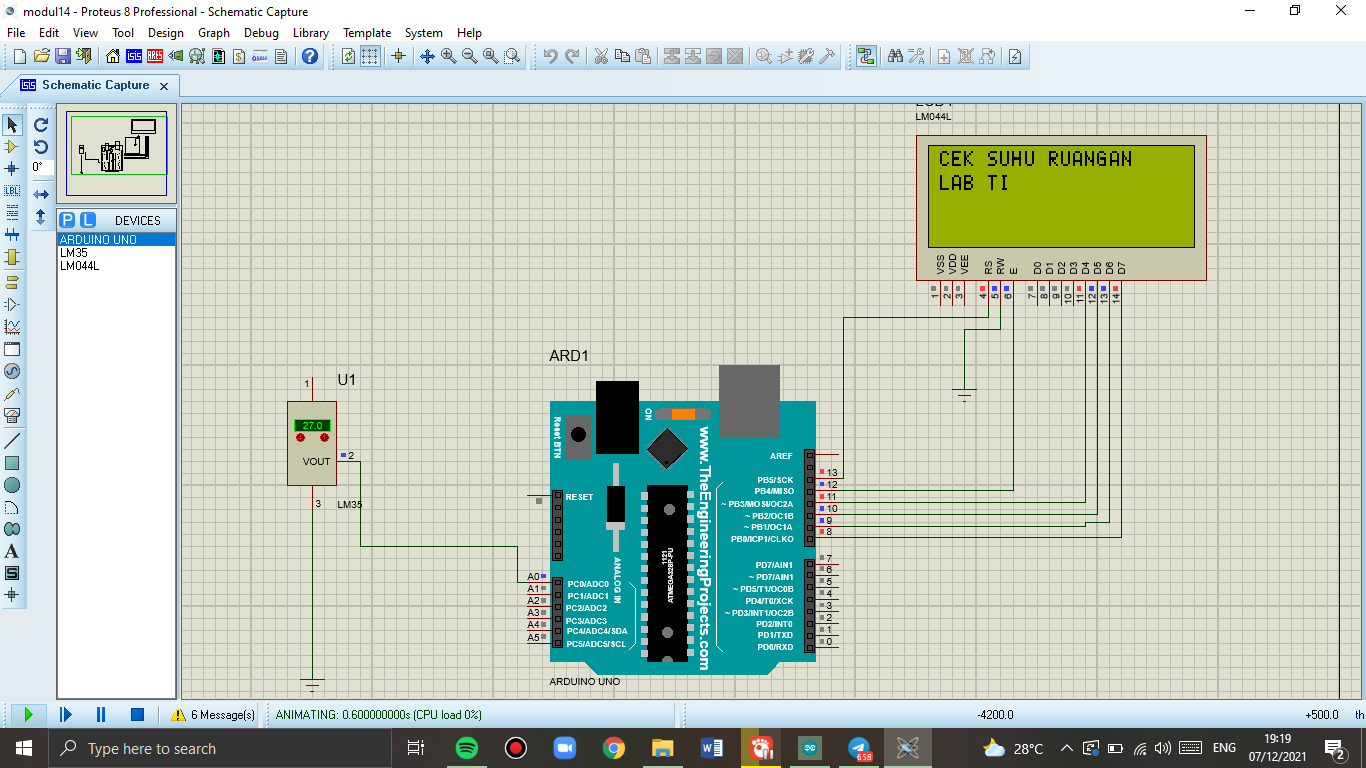 modul14 - Proteus 8 Professional - Schematic Capture
File Edit View Tool Design Graph Debug Library Template System Help
Schematic Capture
0°
LBL
P L DEVICES
ARDUINO UNO
LM35
LM044L
LM044L
CEK SUHU RUANGAN
LAB TI
VSS VDD VEE RS RW E D0 D1 D2 D3 D4 D5 D6 D7
1 2 3 4 5 6 7 8 9 10 11 12 13 14
U1
1
27.0
VOUT
2
3
LM35
ARD1
ON
Reset BTN
www.TheEngineeringProjects.com
RESET
ANALOG IN
1121
ATMEGA328P-PU
AREF
PB5/SCK 13
PB4/MISO 12
~ PB3/MOSI/OC2A 11
~ PB2/OC1B 10
~ PB1/OC1A 9
PB0/ICP1/CLKO 8
PD7/AIN1 7
~ PD7/AIN1 6
~ PD5/T1/OC0B 5
PD4/T0/XCK 4
~ PD3/INT1/OC2B 3
PD2/INT0 2
PD1/TXD 1
PD0/RXD 0
A0 PC0/ADC0
A1 PC1/ADC1
A2 PC2/ADC2
A3 PC3/ADC3
A4 PC4/ADC4/SDA
A5 PC5/ADC5/SCL
ARDUINO UNO
6 Message(s) ANIMATING: 0.600000000s (CPU load 0%) -4200.0 +500.0 th
Type here to search
658
28°C ENG 19:19
07/12/2021
2